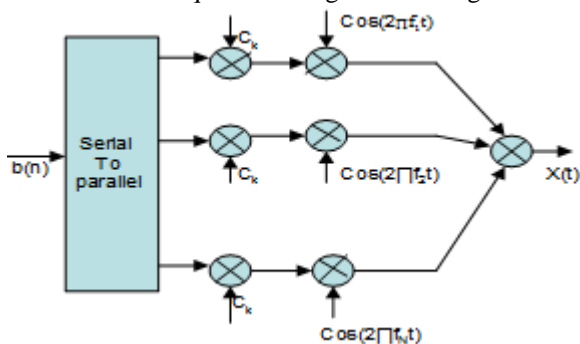 Cos(2πf₁t)
Cₖ
Serial
To
parallel
b(n)
Cₖ
Cos(2∏f₂t)
X(t)
Cₖ
Cos(2∏fₙt)